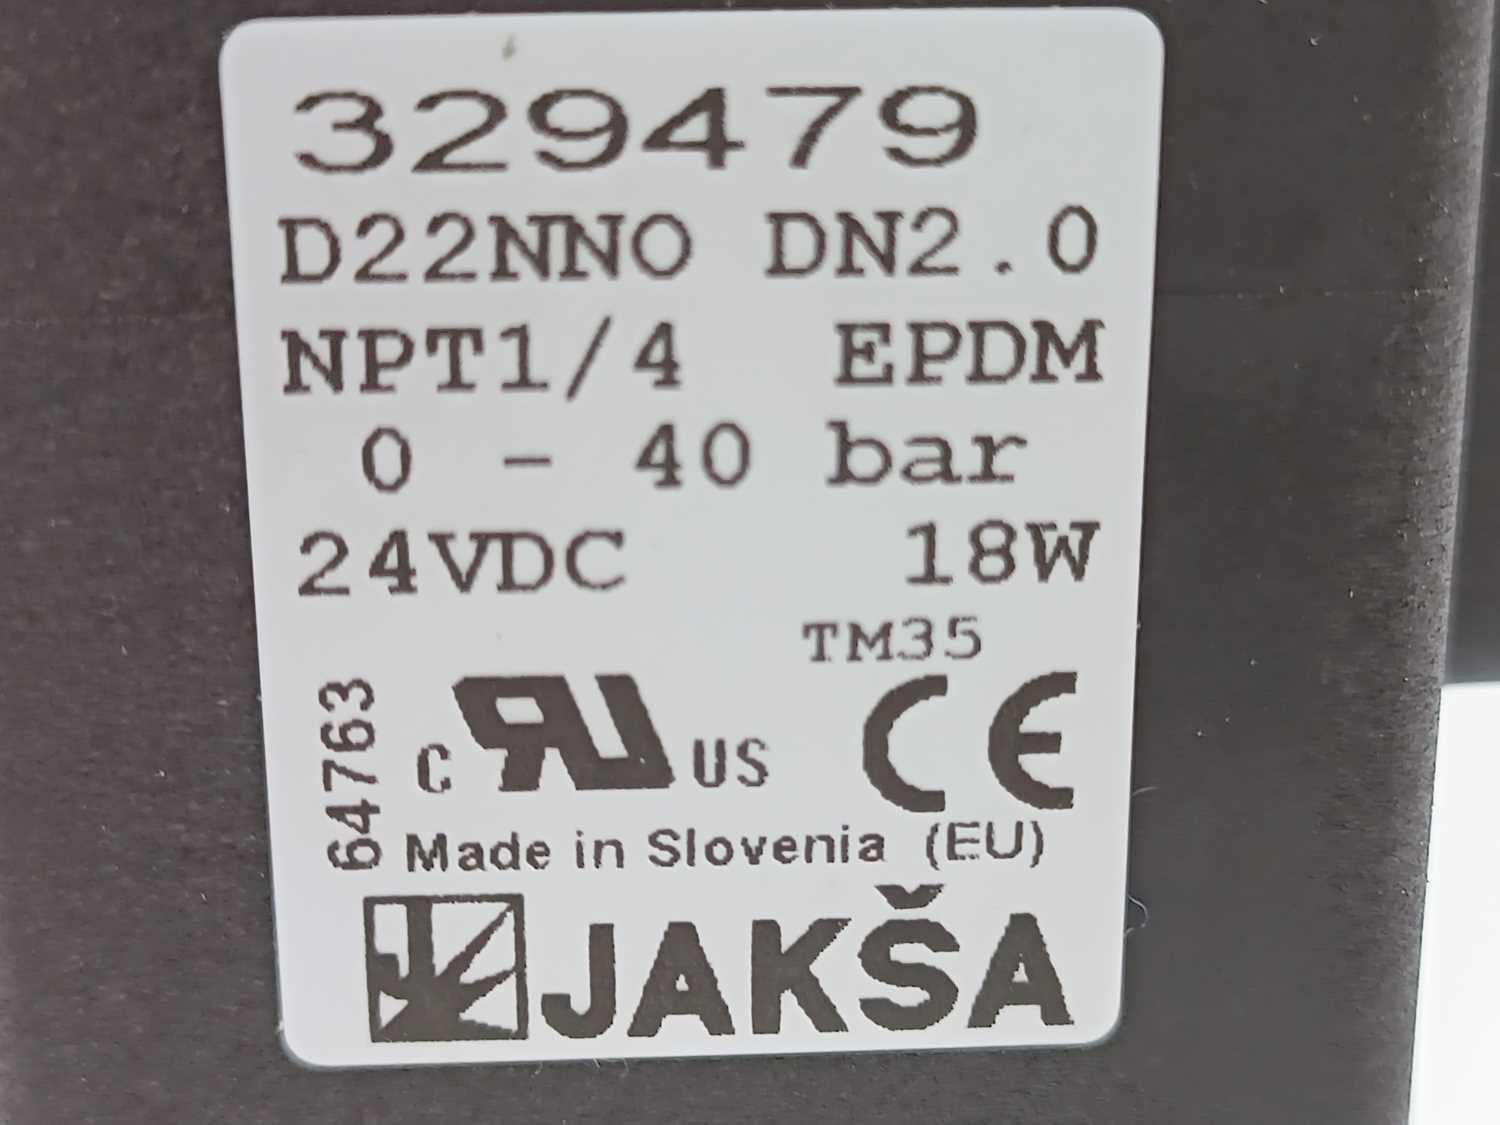 329479
D22NNO DN2.0
NPT1/4 EPDM
0 - 40 bar
24VDC 18W
TM35
64763
c RU US CE
Made in Slovenia (EU)
JAKŠA